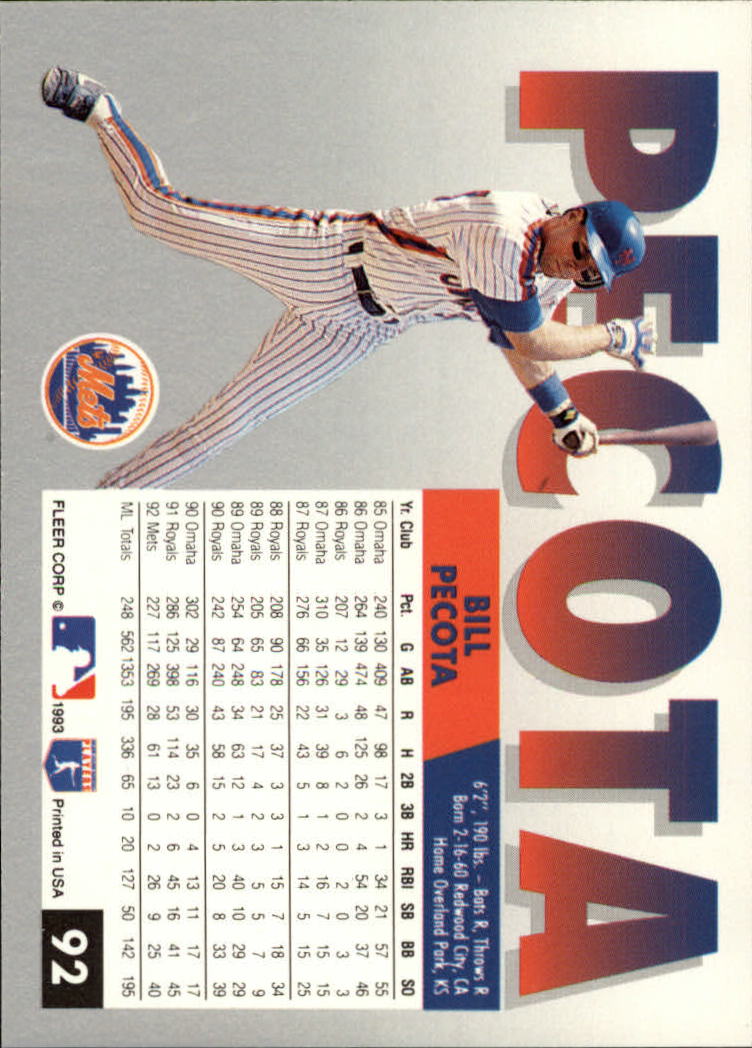 PECOTA
BILL
PECOTA
6'2", 190 lbs. – Bats R, Throws R
Born 2-16-60 Redwood City, CA
Home Overland Park, KS
Yr. Club Pct. G AB R H 2B 3B HR RBI SB BB SO
85 Omaha 240 130 409 47 98 17 3 1 34 21 57 55
86 Omaha 264 139 474 48 125 26 2 4 54 20 37 46
86 Royals 207 12 29 3 6 2 0 0 2 0 3 3
87 Omaha 310 35 126 31 39 8 1 2 16 7 15 15
87 Royals 276 66 156 22 43 5 1 3 14 5 15 25
88 Royals 208 90 178 25 37 3 3 1 15 7 18 34
89 Royals 205 65 83 21 17 4 2 3 5 5 7 9
89 Omaha 254 64 248 34 63 12 1 3 40 10 29 29
90 Royals 242 87 240 43 58 15 2 5 20 8 33 39
90 Omaha 302 29 116 30 35 6 0 4 13 11 17 17
91 Royals 286 125 398 53 114 23 2 6 45 16 41 45
92 Mets 227 117 269 28 61 13 0 2 26 9 25 40
ML Totals 248 562 1353 195 336 65 10 20 127 50 142 195
Mets
FLEER CORP © 1993 PLAYERS Printed in USA
92